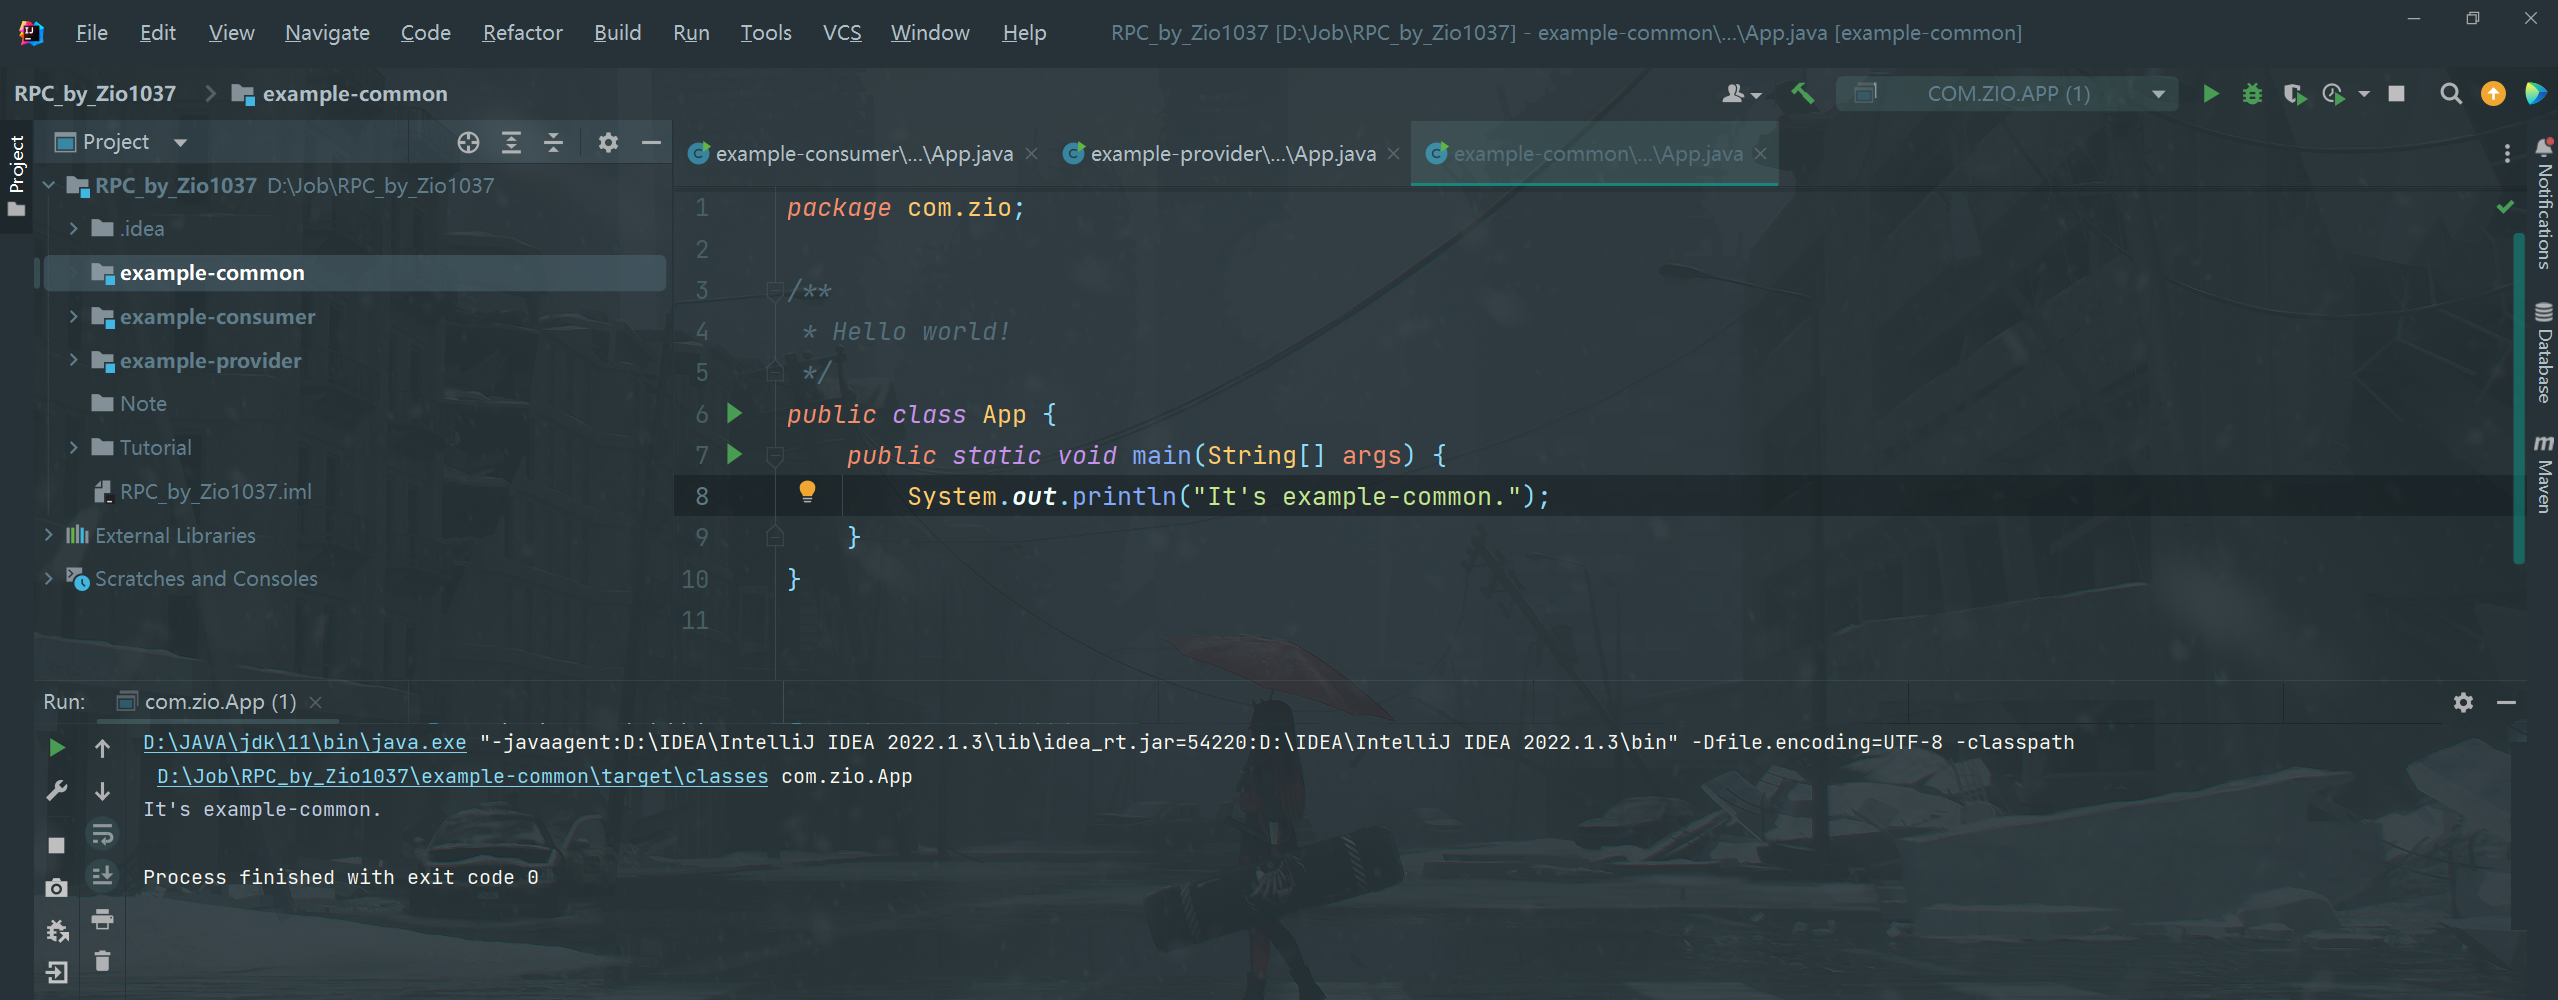 File Edit View Navigate Code Refactor Build Run Tools VCS Window Help RPC_by_Zio1037 [D:\Job\RPC_by_Zio1037] - example-common\...\App.java [example-common]
RPC_by_Zio1037 example-common COM.ZIO.APP (1)
Project
Project
example-consumer\...\App.java example-provider\...\App.java example-common\...\App.java
RPC_by_Zio1037 D:\Job\RPC_by_Zio1037
.idea
example-common
example-consumer
example-provider
Note
Tutorial
RPC_by_Zio1037.iml
External Libraries
Scratches and Consoles
1 package com.zio;
2
3 /**
4 * Hello world!
5 */
6 public class App {
7 public static void main(String[] args) {
8 System.out.println("It's example-common.");
9 }
10 }
11
Notifications
Database
Maven
Run: com.zio.App (1)
D:\JAVA\jdk\11\bin\java.exe "-javaagent:D:\IDEA\IntelliJ IDEA 2022.1.3\lib\idea_rt.jar=54220:D:\IDEA\IntelliJ IDEA 2022.1.3\bin" -Dfile.encoding=UTF-8 -classpath
D:\Job\RPC_by_Zio1037\example-common\target\classes com.zio.App
It's example-common.
Process finished with exit code 0